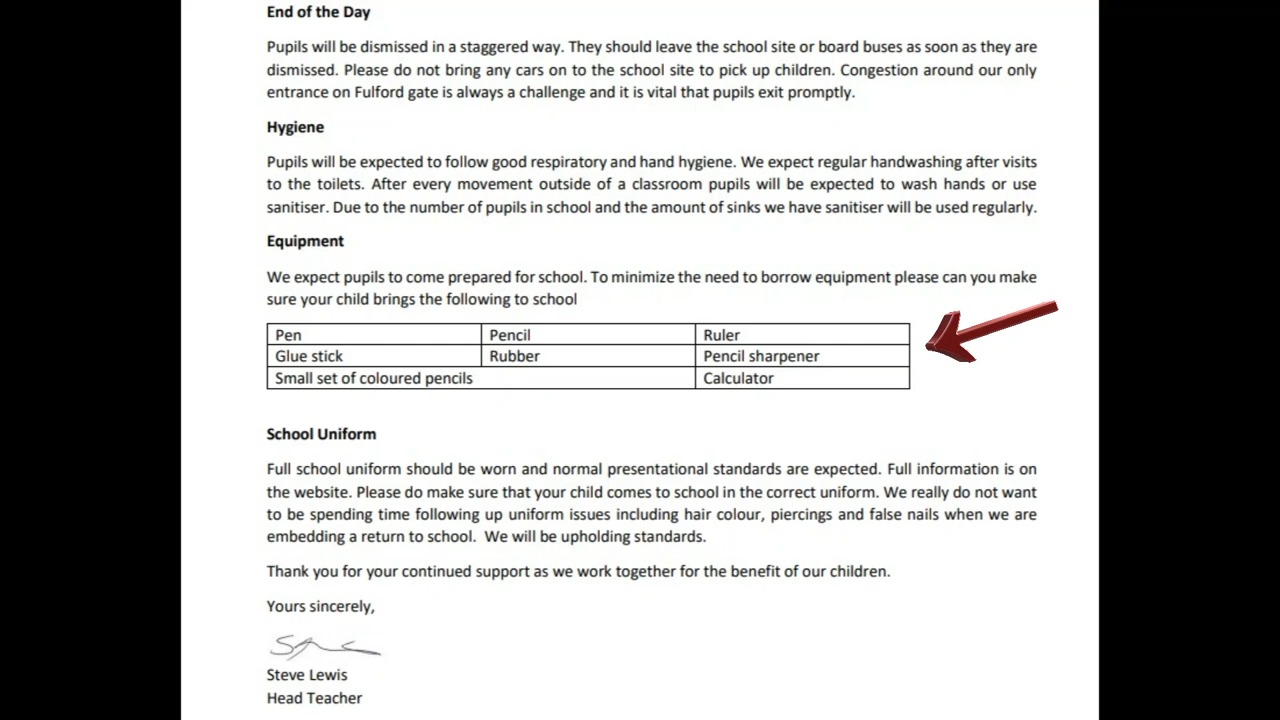 End of the Day
Pupils will be dismissed in a staggered way. They should leave the school site or board buses as soon as they are
dismissed. Please do not bring any cars on to the school site to pick up children. Congestion around our only
entrance on Fulford gate is always a challenge and it is vital that pupils exit promptly.
Hygiene
Pupils will be expected to follow good respiratory and hand hygiene. We expect regular handwashing after visits
to the toilets. After every movement outside of a classroom pupils will be expected to wash hands or use
sanitiser. Due to the number of pupils in school and the amount of sinks we have sanitiser will be used regularly.
Equipment
We expect pupils to come prepared for school. To minimize the need to borrow equipment please can you make
sure your child brings the following to school
Pen Pencil Ruler
Glue stick Rubber Pencil sharpener
Small set of coloured pencils Calculator
School Uniform
Full school uniform should be worn and normal presentational standards are expected. Full information is on
the website. Please do make sure that your child comes to school in the correct uniform. We really do not want
to be spending time following up uniform issues including hair colour, piercings and false nails when we are
embedding a return to school.  We will be upholding standards.
Thank you for your continued support as we work together for the benefit of our children.
Yours sincerely,
Steve Lewis
Head Teacher